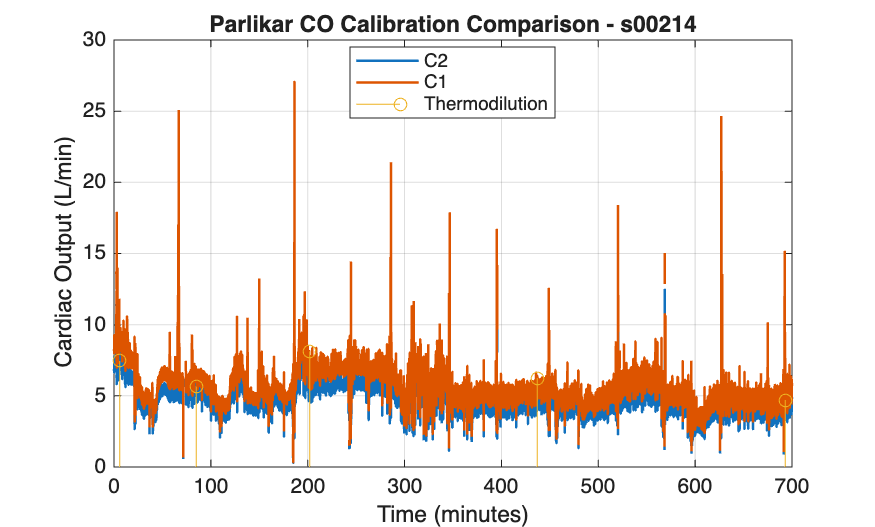 Parlikar CO Calibration Comparison - s00214
C2
C1
Thermodilution
Cardiac Output (L/min)
30
25
20
15
10
5
0
0 100 200 300 400 500 600 700
Time (minutes)